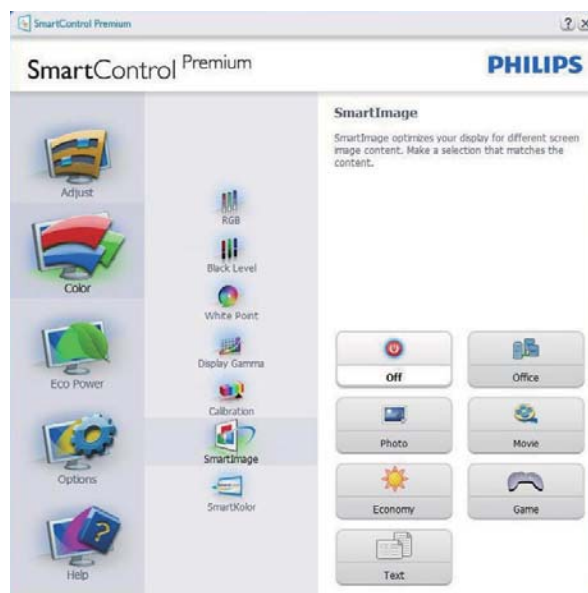 SmartControl Premium
? x
SmartControl Premium
PHILIPS
Adjust
Color
Eco Power
Options
Help
RGB
Black Level
White Point
Display Gamma
Calibration
SmartImage
SmartKolor
SmartImage
SmartImage optimizes your display for different screen
image content. Make a selection that matches the
content.
Off
Office
Photo
Movie
Economy
Game
Text